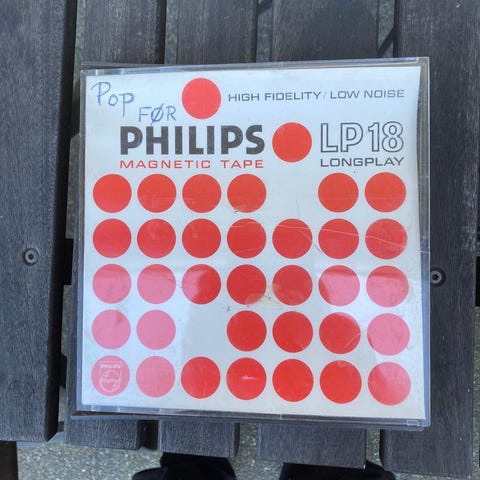 Pop FØR
HIGH FIDELITY/LOW NOISE
PHILIPS LP18
MAGNETIC TAPE LONGPLAY
PHILIPS